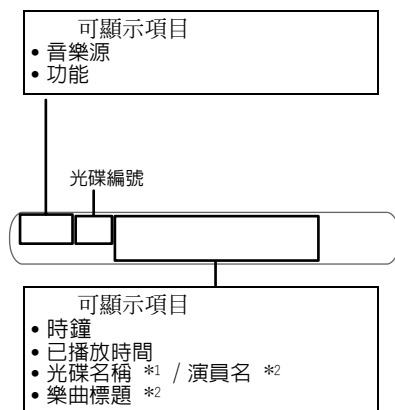 可顯示項目
• 音樂源
• 功能
光碟編號
可顯示項目
• 時鐘
• 已播放時間
• 光碟名稱 *1 / 演員名 *2
• 樂曲標題 *2